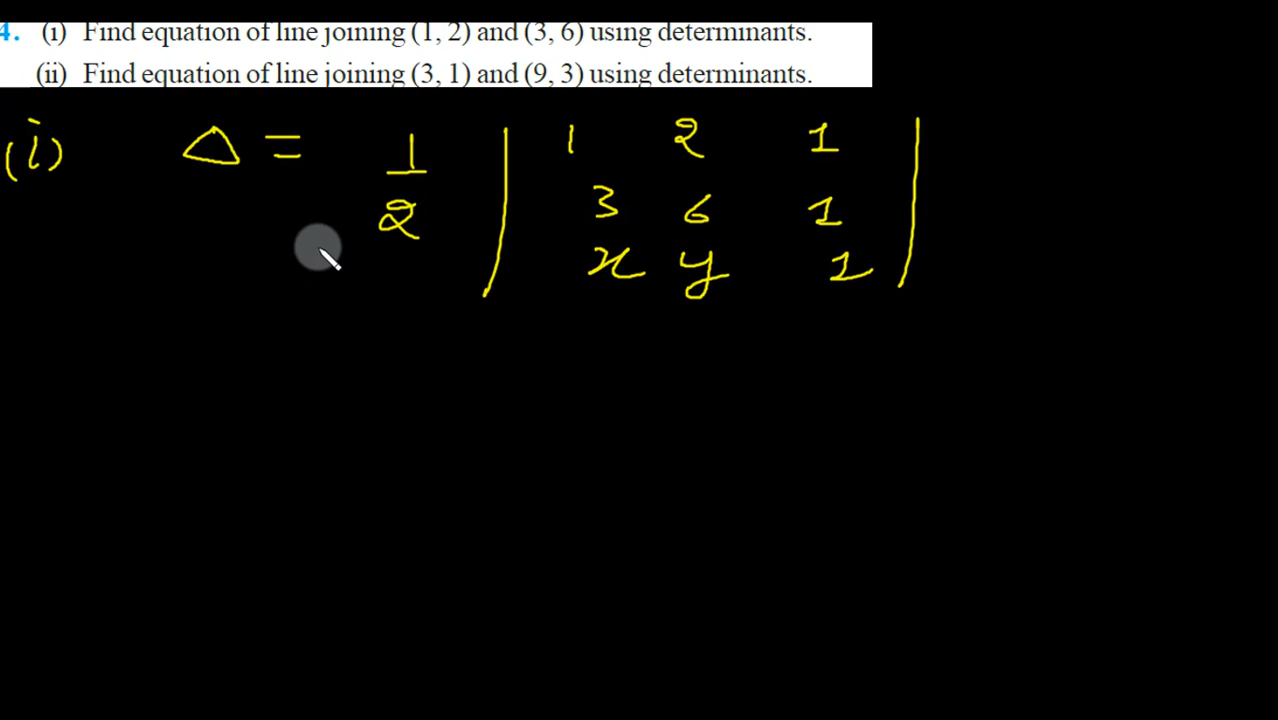 4. (i) Find equation of line joining (1, 2) and (3, 6) using determinants.
(ii) Find equation of line joining (3, 1) and (9, 3) using determinants.
(i) Δ = 1/2 | 1 2 1 |
3 6 1
x y 1